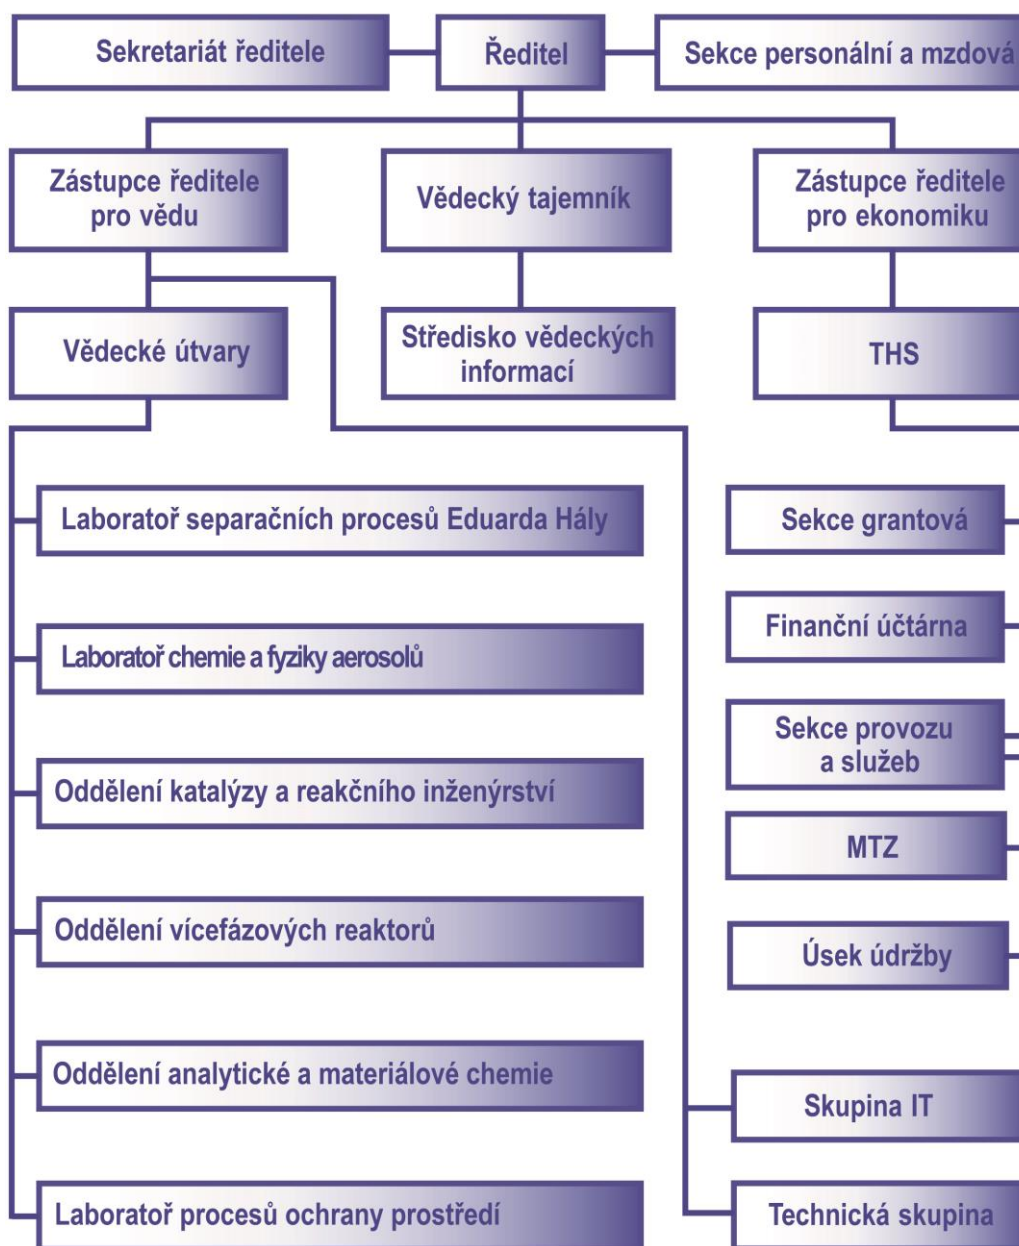 Sekretariát ředitele
Ředitel
Sekce personální a mzdová
Zástupce ředitele
pro vědu
Vědecký tajemník
Zástupce ředitele
pro ekonomiku
Vědecké útvary
Středisko vědeckých
informací
THS
Laboratoř separačních procesů Eduarda Hály
Laboratoř chemie a fyziky aerosolů
Oddělení katalýzy a reakčního inženýrství
Oddělení vícefázových reaktorů
Oddělení analytické a materiálové chemie
Laboratoř procesů ochrany prostředí
Sekce grantová
Finanční účtárna
Sekce provozu
a služeb
MTZ
Úsek údržby
Skupina IT
Technická skupina